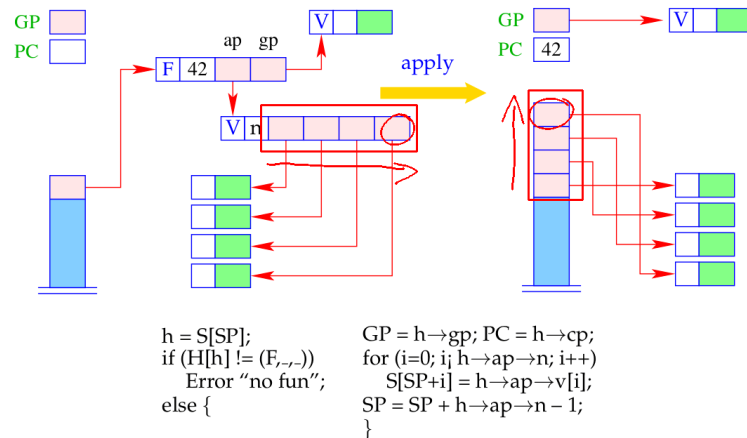 GP
PC
ap gp
V
F 42
V n
apply
GP
V
PC
42
h = S[SP];
if (H[h] != (F,_,_))
Error “no fun”;
else {
GP = h→gp; PC = h→cp;
for (i=0; i¡ h→ap→n; i++)
S[SP+i] = h→ap→v[i];
SP = SP + h→ap→n – 1;
}